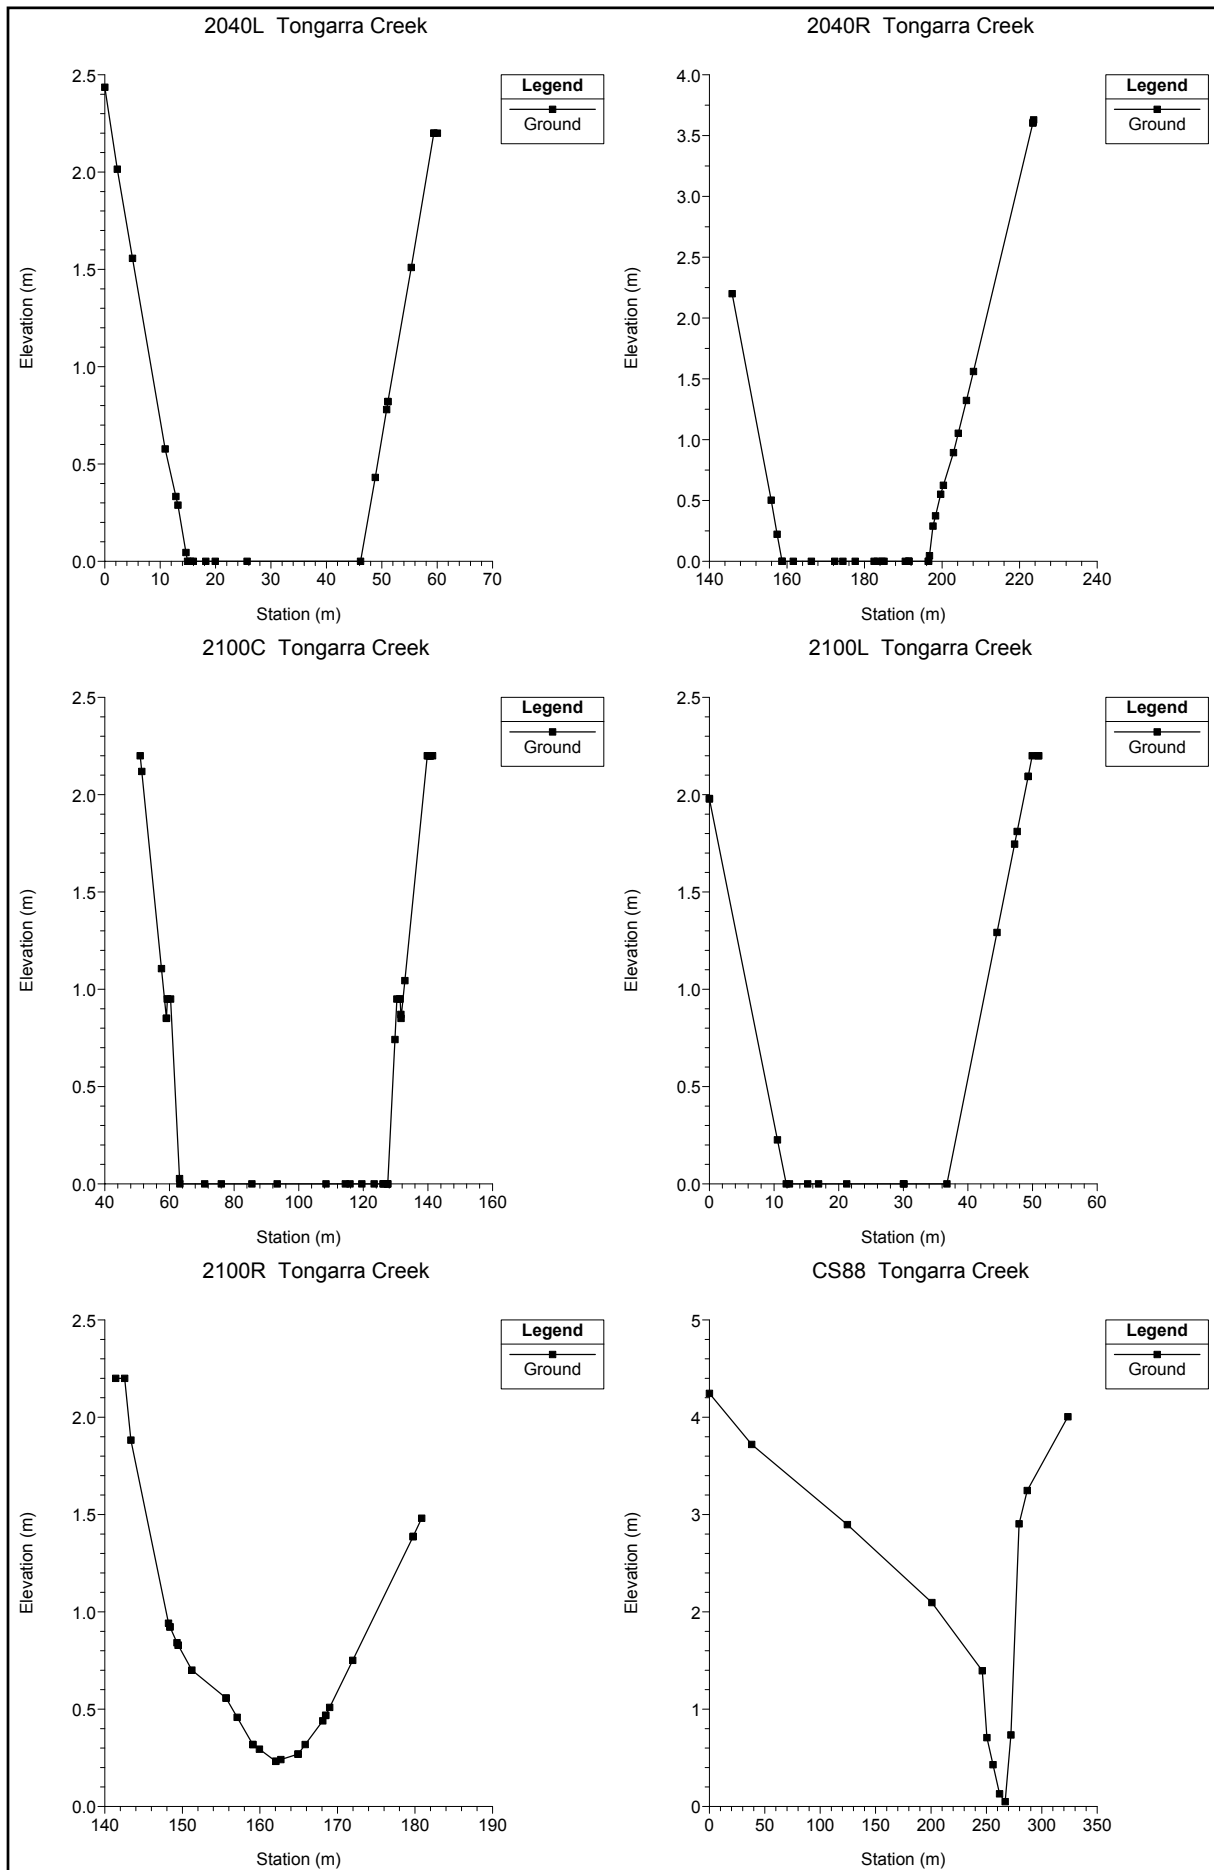 2040L  Tongarra Creek
Legend
Ground
Elevation (m)
2.5
2.0
1.5
1.0
0.5
0.0
0 10 20 30 40 50 60 70
Station (m)
2040R  Tongarra Creek
Legend
Ground
Elevation (m)
4.0
3.5
3.0
2.5
2.0
1.5
1.0
0.5
0.0
140 160 180 200 220 240
Station (m)
2100C  Tongarra Creek
Legend
Ground
Elevation (m)
2.5
2.0
1.5
1.0
0.5
0.0
40 60 80 100 120 140 160
Station (m)
2100L  Tongarra Creek
Legend
Ground
Elevation (m)
2.5
2.0
1.5
1.0
0.5
0.0
0 10 20 30 40 50 60
Station (m)
2100R  Tongarra Creek
Legend
Ground
Elevation (m)
2.5
2.0
1.5
1.0
0.5
0.0
140 150 160 170 180 190
Station (m)
CS88  Tongarra Creek
Legend
Ground
Elevation (m)
5
4
3
2
1
0
0 50 100 150 200 250 300 350
Station (m)